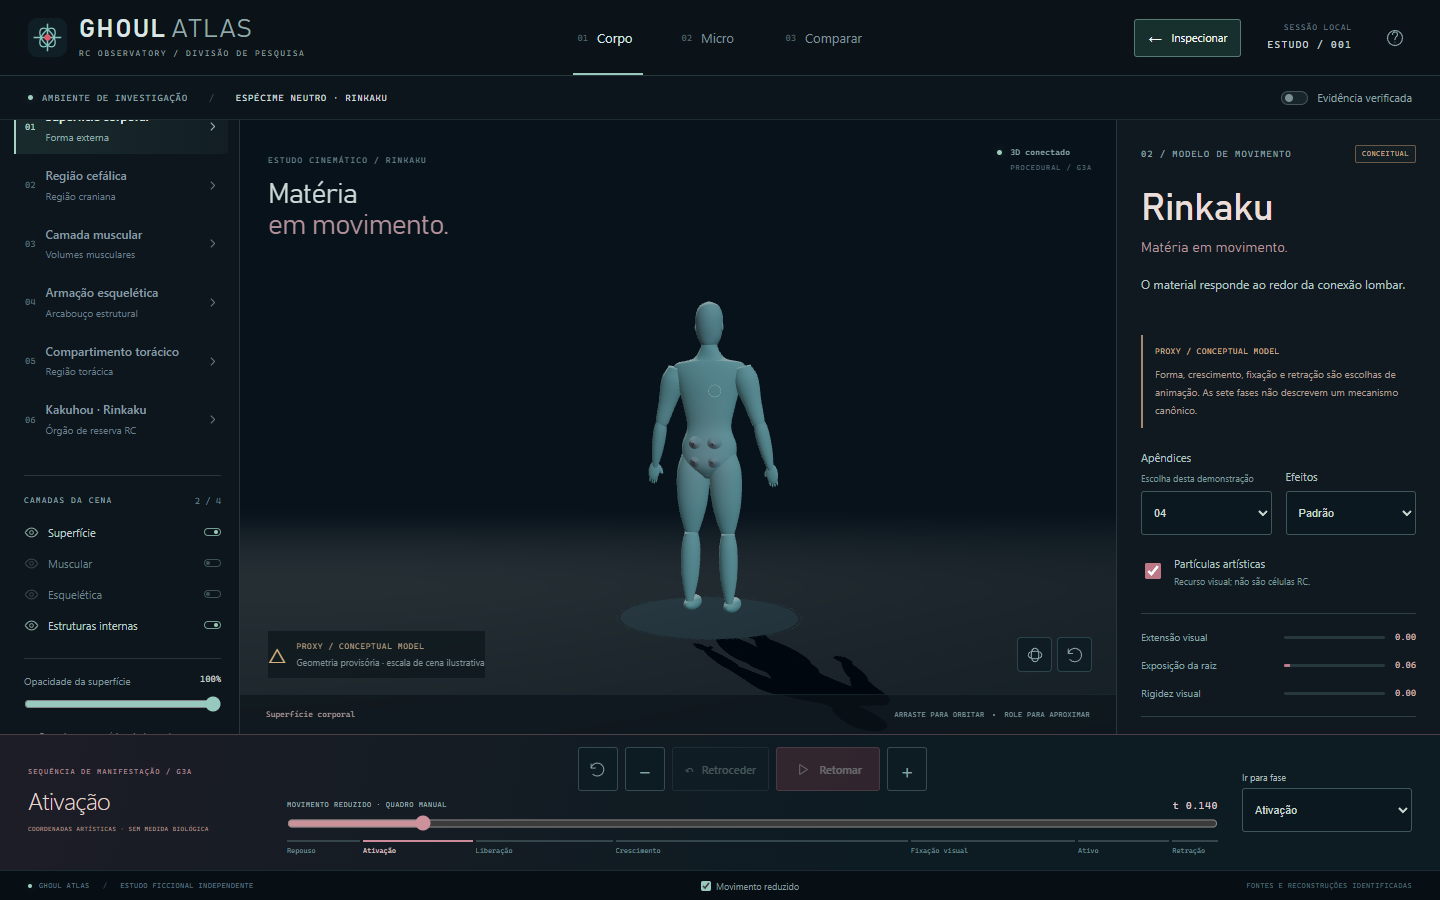 GHOUL ATLAS
RC OBSERVATORY / DIVISÃO DE PESQUISA
01 Corpo
02 Micro
03 Comparar
← Inspecionar
SESSÃO LOCAL
ESTUDO / 001
?
AMBIENTE DE INVESTIGAÇÃO / ESPÉCIME NEUTRO · RINKAKU
Evidência verificada
01 Superfície corporal
Forma externa
02 Região cefálica
Região craniana
03 Camada muscular
Volumes musculares
04 Armação esquelética
Arcabouço estrutural
05 Compartimento torácico
Região torácica
06 Kakuhou · Rinkaku
Órgão de reserva RC
CAMADAS DA CENA 2 / 4
Superfície
Muscular
Esquelética
Estruturas internas
Opacidade da superfície 100%
ESTUDO CINEMÁTICO / RINKAKU
Matéria
em movimento.
3D conectado
PROCEDURAL / G3A
PROXY / CONCEPTUAL MODEL
Geometria provisória · escala de cena ilustrativa
Superfície corporal
ARRASTE PARA ORBITAR • ROLE PARA APROXIMAR
02 / MODELO DE MOVIMENTO
CONCEITUAL
Rinkaku
Matéria em movimento.
O material responde ao redor da conexão lombar.
PROXY / CONCEPTUAL MODEL
Forma, crescimento, fixação e retração são escolhas de
animação. As sete fases não descrevem um mecanismo
canônico.
Apêndices
Escolha desta demonstração
04
Efeitos
Padrão
Partículas artísticas
Recurso visual; não são células RC.
Extensão visual 0.00
Exposição da raiz 0.06
Rigidez visual 0.00
SEQUÊNCIA DE MANIFESTAÇÃO / G3A
Ativação
COORDENADAS ARTÍSTICAS · SEM MEDIDA BIOLÓGICA
−
Retroceder
Retomar
+
MOVIMENTO REDUZIDO · QUADRO MANUAL
t 0.140
Repouso
Ativação
Liberação
Crescimento
Fixação visual
Ativo
Retração
Ir para fase
Ativação
GHOUL ATLAS / ESTUDO FICCIONAL INDEPENDENTE
Movimento reduzido
FONTES E RECONSTRUÇÕES IDENTIFICADAS